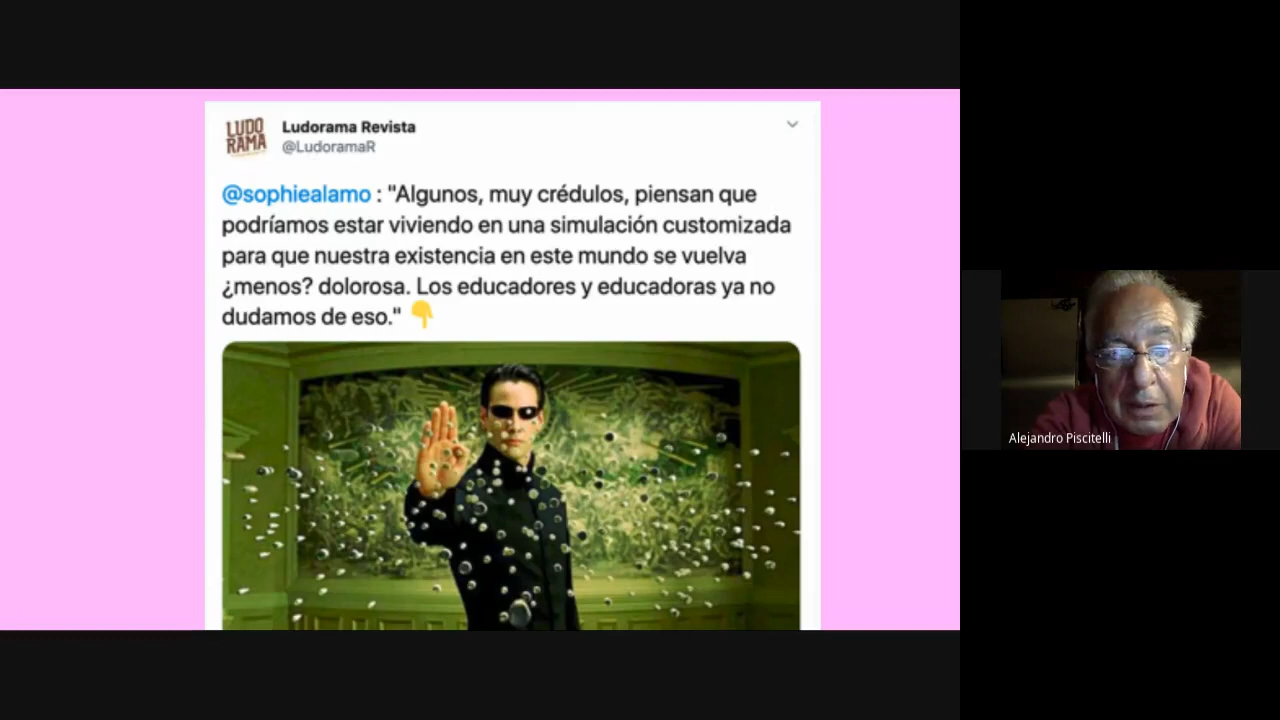 LUDO
RAMA
Ludorama Revista
@LudoramaR
@sophiealamo : "Algunos, muy crédulos, piensan que
podríamos estar viviendo en una simulación customizada
para que nuestra existencia en este mundo se vuelva
¿menos? dolorosa. Los educadores y educadoras ya no
dudamos de eso." 👇
Alejandro Piscitelli